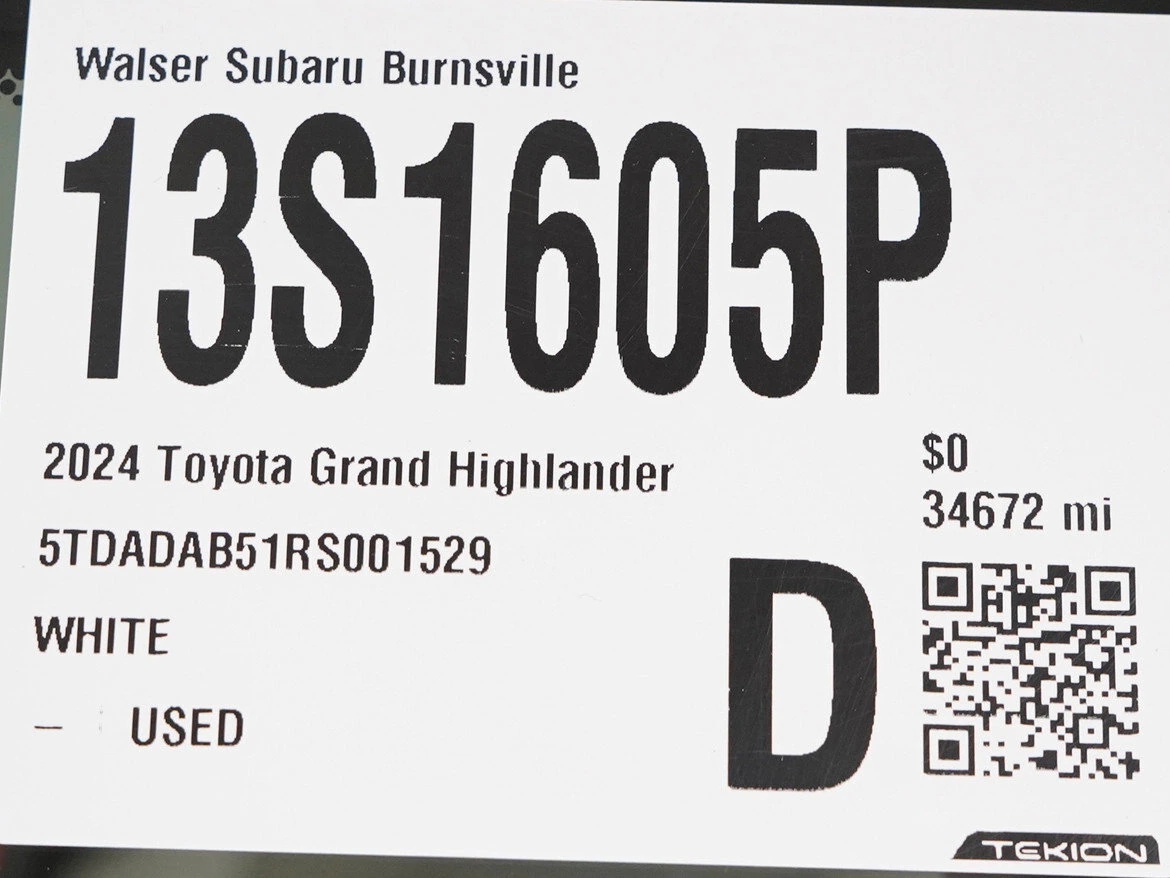 Walser Subaru Burnsville
13S1605P
2024 Toyota Grand Highlander
$0
34672 mi
5TDADAB51RS001529
WHITE
– USED
D
TEKION